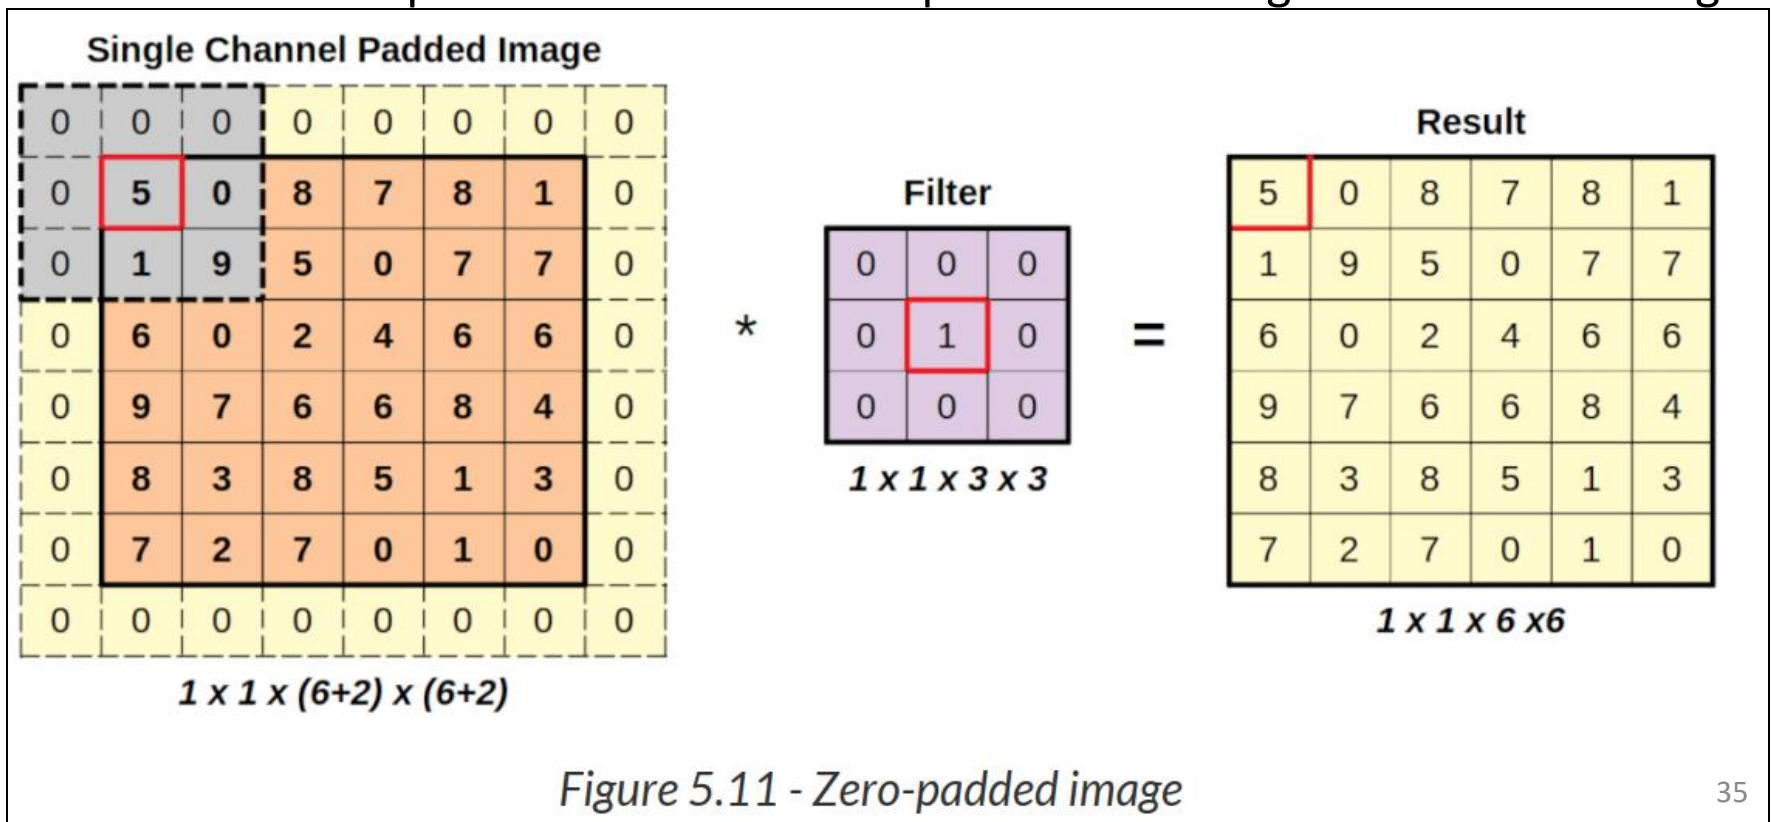 Single Channel Padded Image
0 0 0 0 0 0 0 0
0 5 0 8 7 8 1 0
0 1 9 5 0 7 7 0
0 6 0 2 4 6 6 0
0 9 7 6 6 8 4 0
0 8 3 8 5 1 3 0
0 7 2 7 0 1 0 0
0 0 0 0 0 0 0 0
1 x 1 x (6+2) x (6+2)
*
Filter
0 0 0
0 1 0
0 0 0
1 x 1 x 3 x 3
=
Result
5 0 8 7 8 1
1 9 5 0 7 7
6 0 2 4 6 6
9 7 6 6 8 4
8 3 8 5 1 3
7 2 7 0 1 0
1 x 1 x 6 x6
Figure 5.11 - Zero-padded image
35